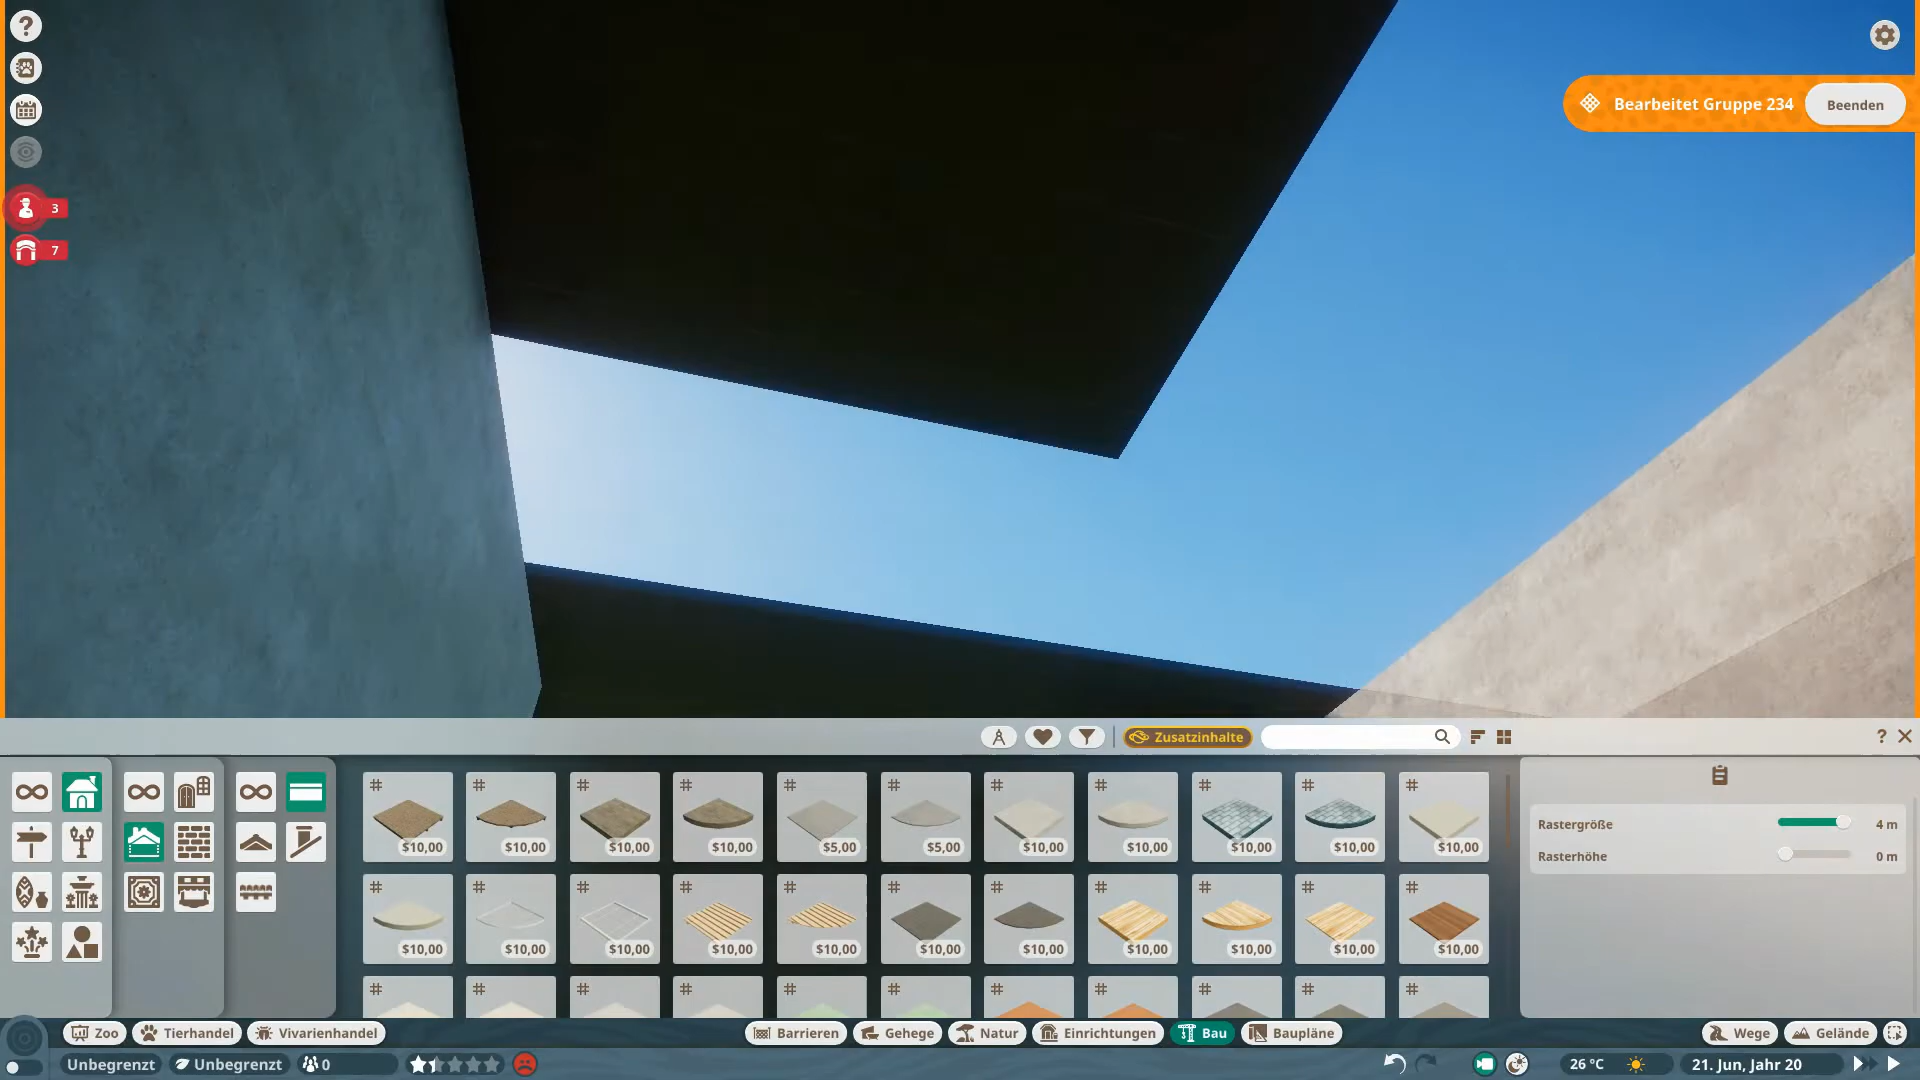 ?
Bearbeitet Gruppe 234
Beenden
3
7
Zusatzinhalte
?
$10,00 $10,00 $10,00 $10,00 $5,00 $5,00 $10,00 $10,00 $10,00 $10,00 $10,00
$10,00 $10,00 $10,00 $10,00 $10,00 $10,00 $10,00 $10,00 $10,00 $10,00 $10,00
Rastergröße 4 m
Rasterhöhe 0 m
Zoo Tierhandel Vivarienhandel Barrieren Gehege Natur Einrichtungen Bau Baupläne Wege Gelände
Unbegrenzt Unbegrenzt 0 26 °C 21. Jun, Jahr 20